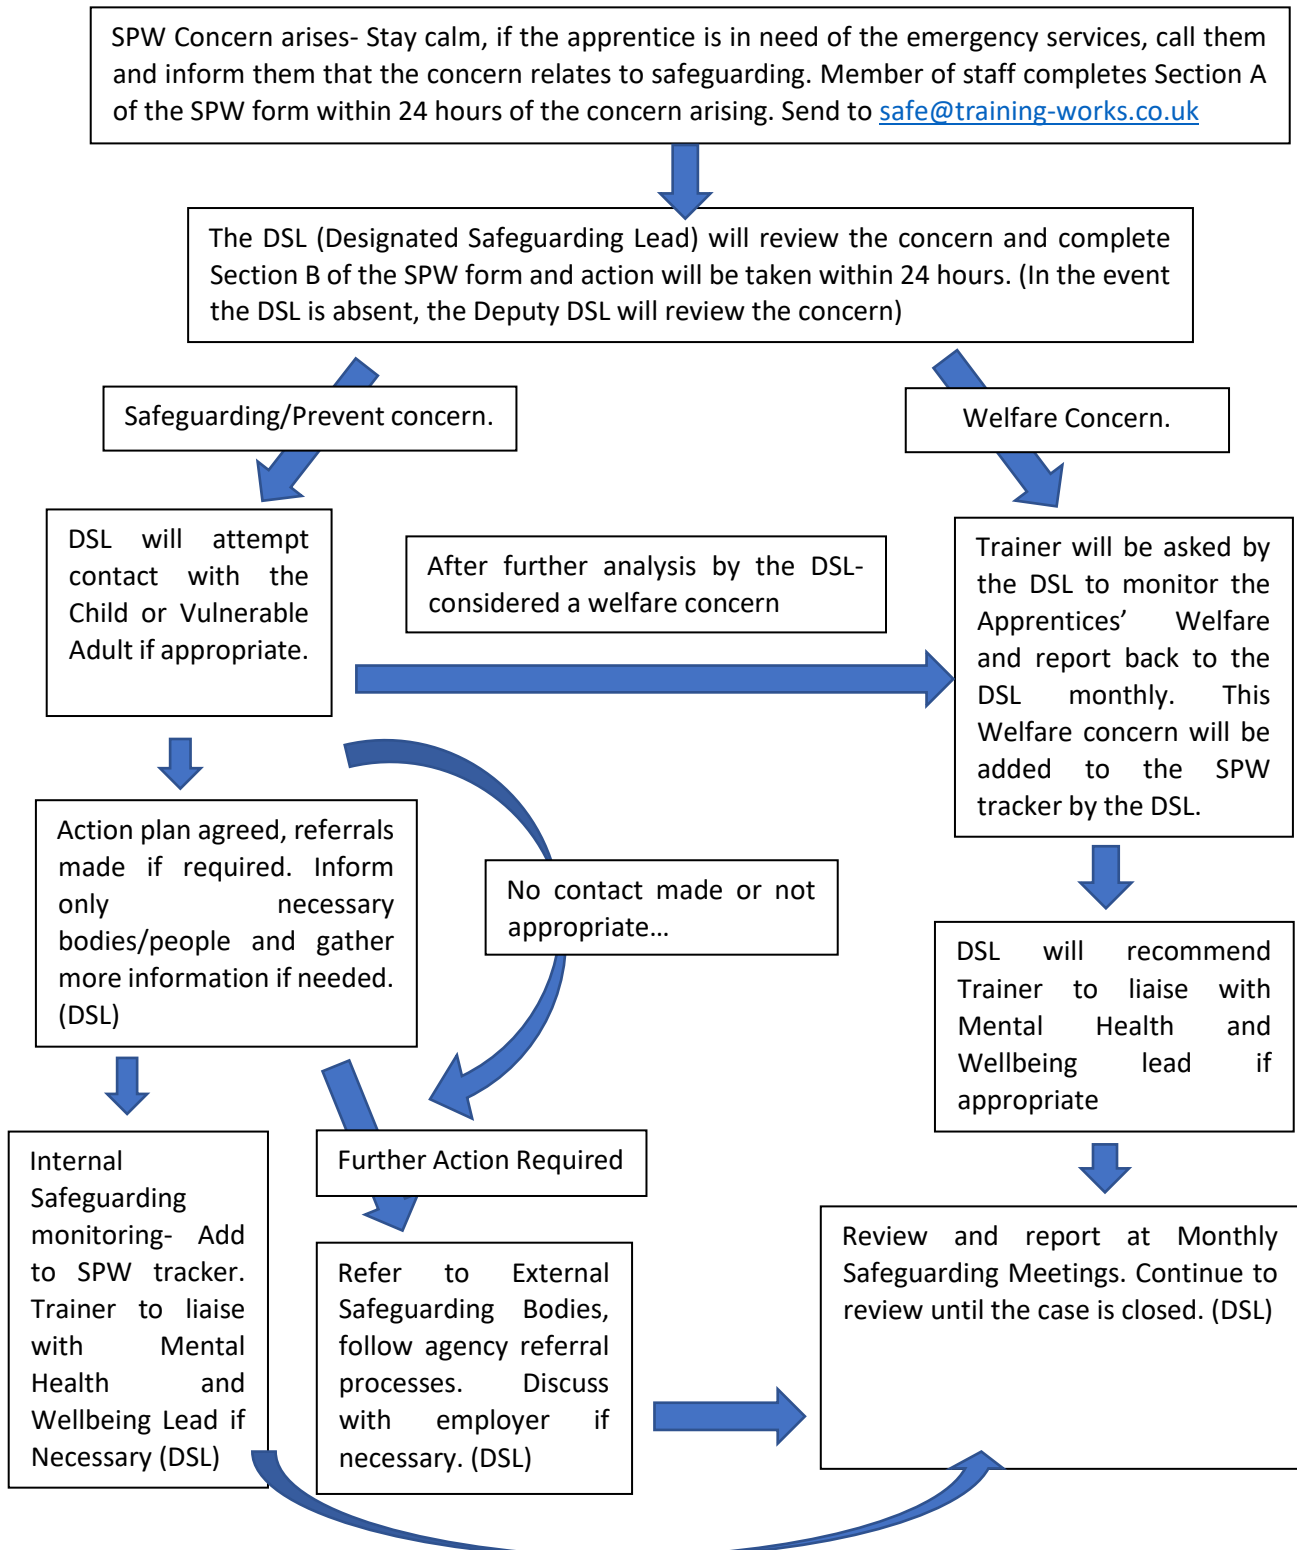 SPW Concern arises- Stay calm, if the apprentice is in need of the emergency services, call them
and inform them that the concern relates to safeguarding. Member of staff completes Section A
of the SPW form within 24 hours of the concern arising. Send to safe@training-works.co.uk
The DSL (Designated Safeguarding Lead) will review the concern and complete
Section B of the SPW form and action will be taken within 24 hours. (In the event
the DSL is absent, the Deputy DSL will review the concern)
Safeguarding/Prevent concern.
Welfare Concern.
DSL will attempt
contact with the
Child or Vulnerable
Adult if appropriate.
After further analysis by the DSL-
considered a welfare concern
Trainer will be asked by
the DSL to monitor the
Apprentices’ Welfare
and report back to the
DSL monthly. This
Welfare concern will be
added to the SPW
tracker by the DSL.
Action plan agreed, referrals
made if required. Inform
only necessary
bodies/people and gather
more information if needed.
(DSL)
No contact made or not
appropriate…
DSL will recommend
Trainer to liaise with
Mental Health and
Wellbeing lead if
appropriate
Internal
Safeguarding
monitoring- Add
to SPW tracker.
Trainer to liaise
with Mental
Health and
Wellbeing Lead if
Necessary (DSL)
Further Action Required
Refer to External
Safeguarding Bodies,
follow agency referral
processes. Discuss
with employer if
necessary. (DSL)
Review and report at Monthly
Safeguarding Meetings. Continue to
review until the case is closed. (DSL)